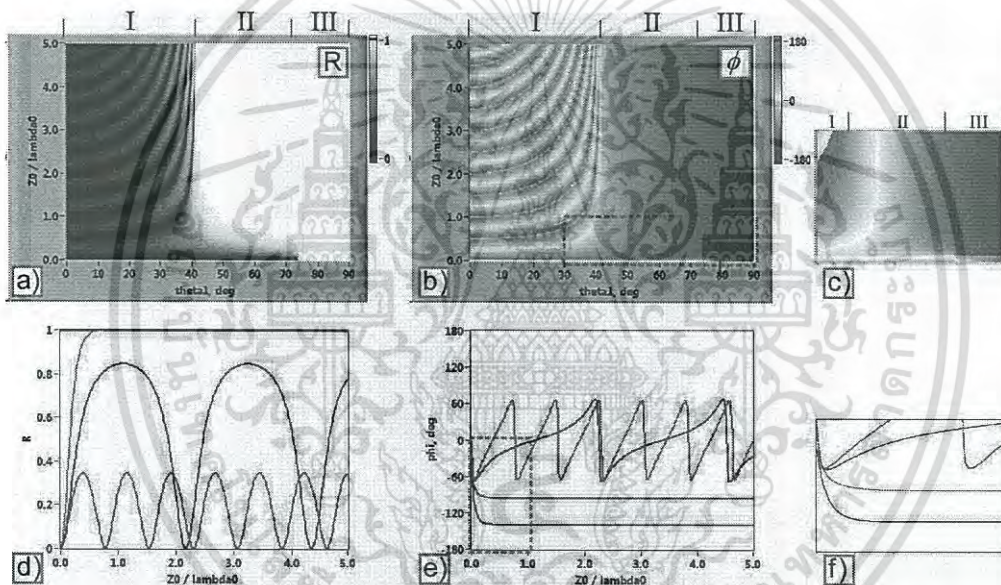 I II III
5.0
4.0
3.0
2.0
1.0
0.0
Z0 / lambda0
R
1
0
0 10 20 30 40 50 60 70 80 90
theta1, deg
a)
I II III
5.0
4.0
3.0
2.0
1.0
0.0
Z0 / lambda0
ϕ
180
0
-180
0 10 20 30 40 50 60 70 80 90
theta1, deg
b)
I II III
c)
1
0.8
0.6
0.4
0.2
0
R
0.0 1.0 2.0 3.0 4.0 5.0
Z0 / lambda0
d)
180
120
60
0
-60
-120
-180
phi, deg
0.0 1.0 2.0 3.0 4.0 5.0
Z0 / lambda0
e)
f)